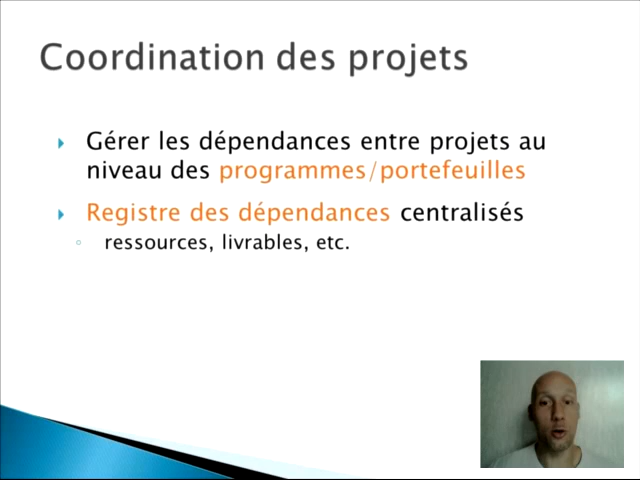 Coordination des projets
Gérer les dépendances entre projets au
niveau des programmes/portefeuilles
Registre des dépendances centralisés
ressources, livrables, etc.